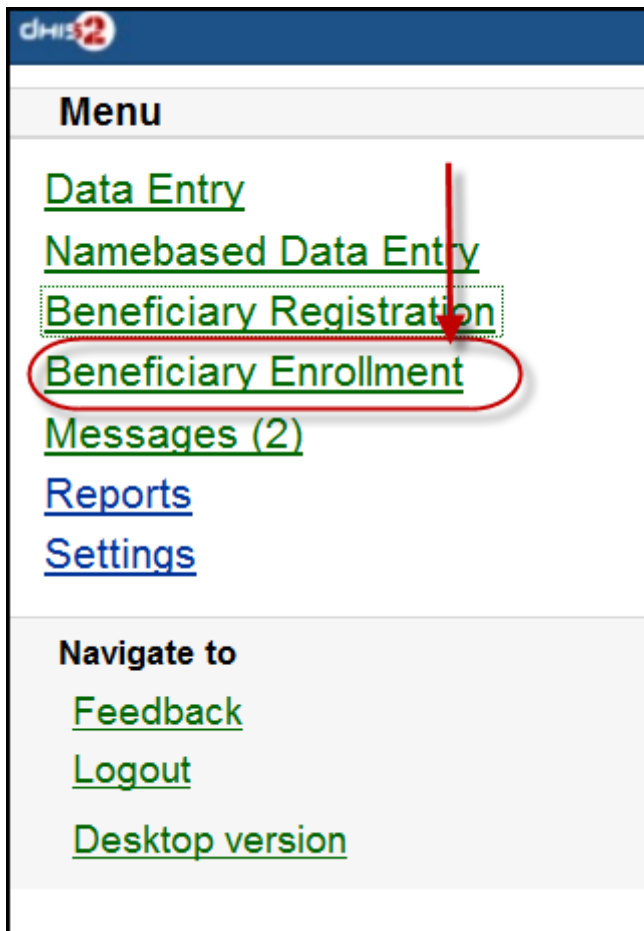 dHIS2
Menu
Data Entry
Namebased Data Entry
Beneficiary Registration
Beneficiary Enrollment
Messages (2)
Reports
Settings
Navigate to
Feedback
Logout
Desktop version